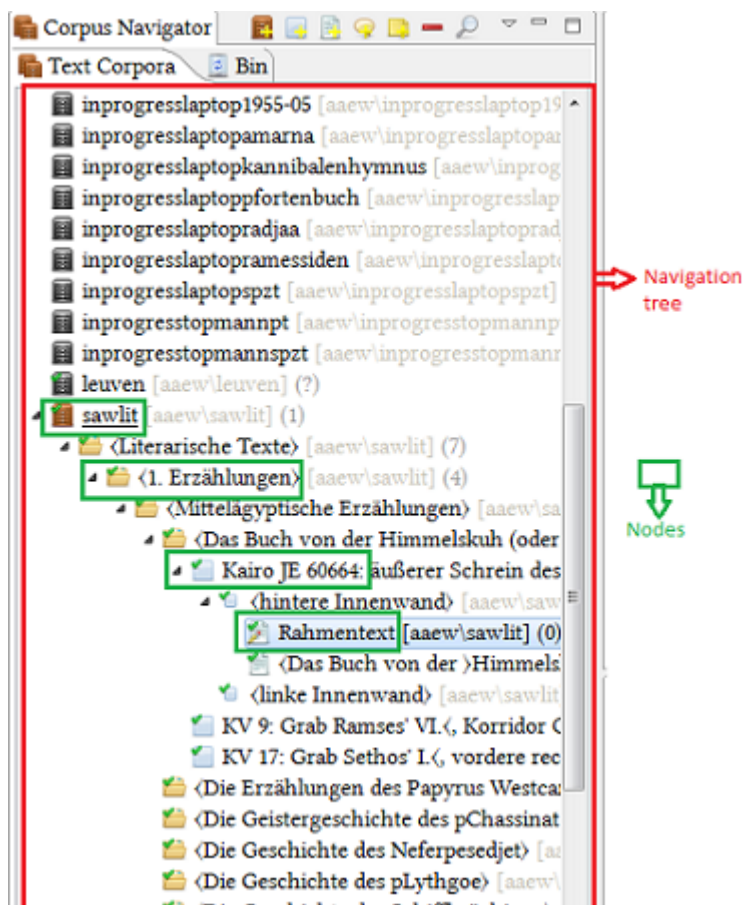 Corpus Navigator
Text Corpora Bin
inprogresslaptop1955-05 [aaew\inprogresslaptop19
inprogresslaptopamarna [aaew\inprogresslaptopar
inprogresslaptopkannibalenhymnus [aaew\inprog
inprogresslaptoppfortenbuch [aaew\inprogresslap
inprogresslaptopradjaa [aaew\inprogresslaptoprad
inprogresslaptopramessiden [aaew\inprogresslapto
inprogresslaptopspzt [aaew\inprogresslaptopspzt]
Navigation
tree
inprogresstopmannpt [aaew\inprogresstopmannp
inprogresstopmannspzt [aaew\inprogresstopmanr
leuven [aaew\leuven] (?)
sawlit [aaew\sawlit] (1)
〈Literarische Texte〉 [aaew\sawlit] (7)
〈1. Erzählungen〉 [aaew\sawlit] (4)
〈Mittelägyptische Erzählungen〉 [aaew\sa
Nodes
〈Das Buch von der Himmelskuh (oder
Kairo JE 60664: äußerer Schrein des
〈hintere Innenwand〉 [aaew\saw
Rahmentext [aaew\sawlit] (0)
〈Das Buch von der 〉Himmels
〈linke Innenwand〉 [aaew\sawlit
KV 9: Grab Ramses' VI.〈, Korridor
KV 17: Grab Sethos' I.〈, vordere rec
〈Die Erzählungen des Papyrus Westca
〈Die Geistergeschichte des pChassinat
〈Die Geschichte des Neferpesedjet〉 [aa
〈Die Geschichte des pLythgoe〉 [aaew\